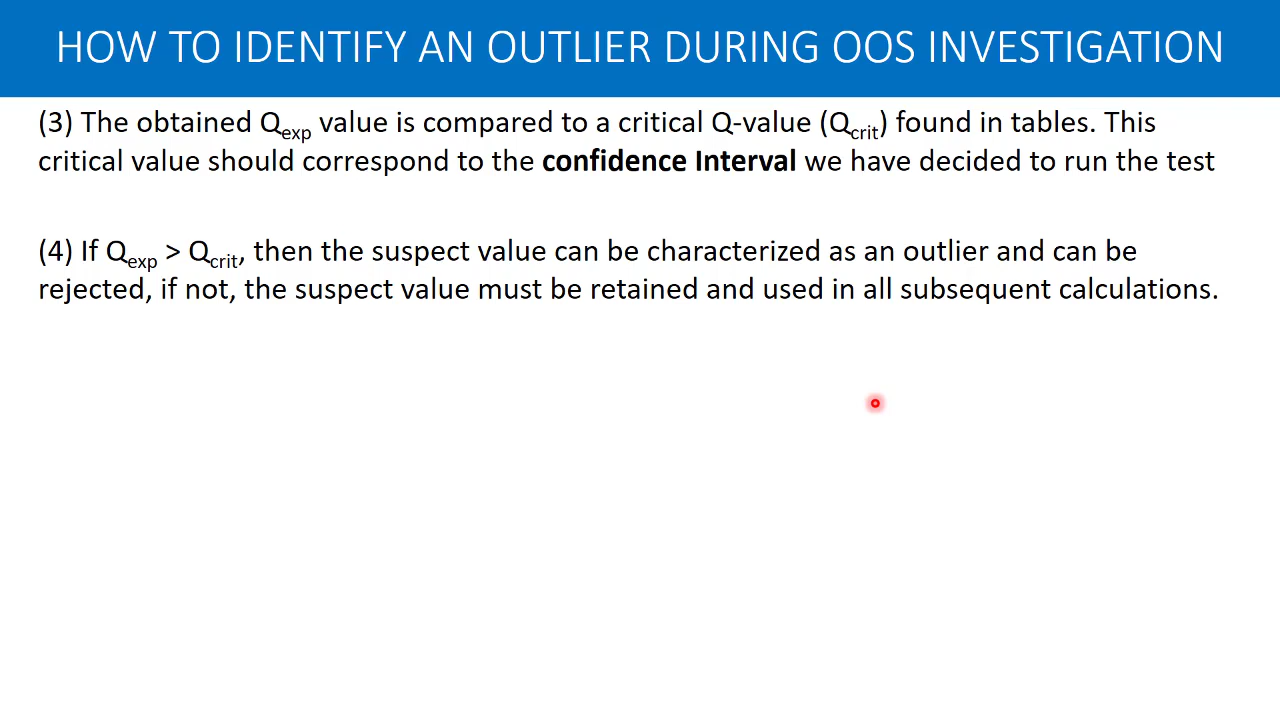 HOW TO IDENTIFY AN OUTLIER DURING OOS INVESTIGATION
(3) The obtained Qexp value is compared to a critical Q-value (Qcrit) found in tables. This
critical value should correspond to the confidence Interval we have decided to run the test
(4) If Qexp > Qcrit, then the suspect value can be characterized as an outlier and can be
rejected, if not, the suspect value must be retained and used in all subsequent calculations.